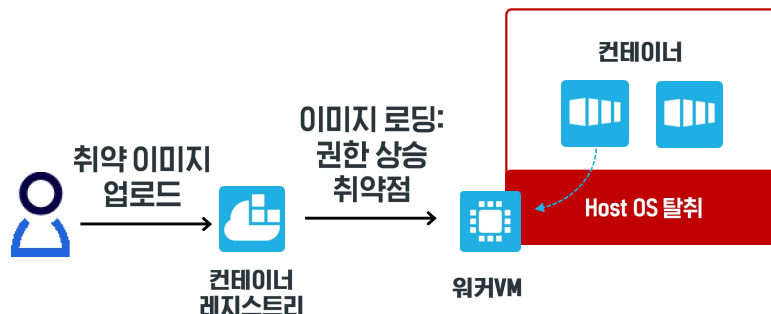 컨테이너
이미지 로딩:
권한 상승
취약점
취약 이미지
업로드
Host OS 탈취
컨테이너
레지스트리
워커VM